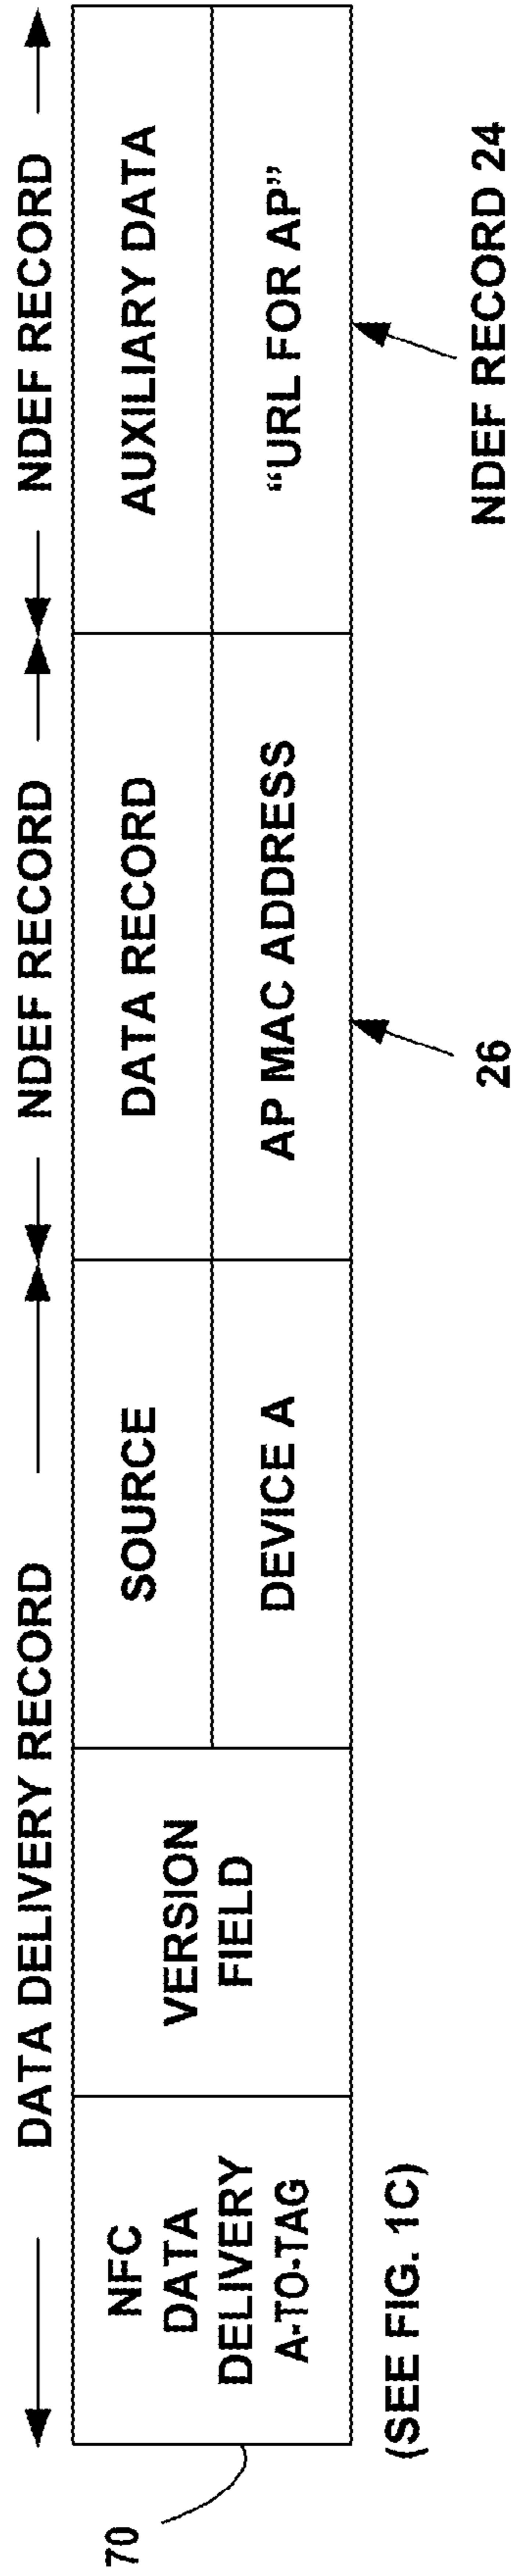 DATA DELIVERY RECORD
NDEF RECORD
NDEF RECORD
70
NFC
DATA
DELIVERY
A-TO-TAG
VERSION
FIELD
SOURCE
DEVICE A
DATA RECORD
AP MAC ADDRESS
AUXILIARY DATA
“URL FOR AP”
(SEE FIG. 1C)
26
NDEF RECORD 24